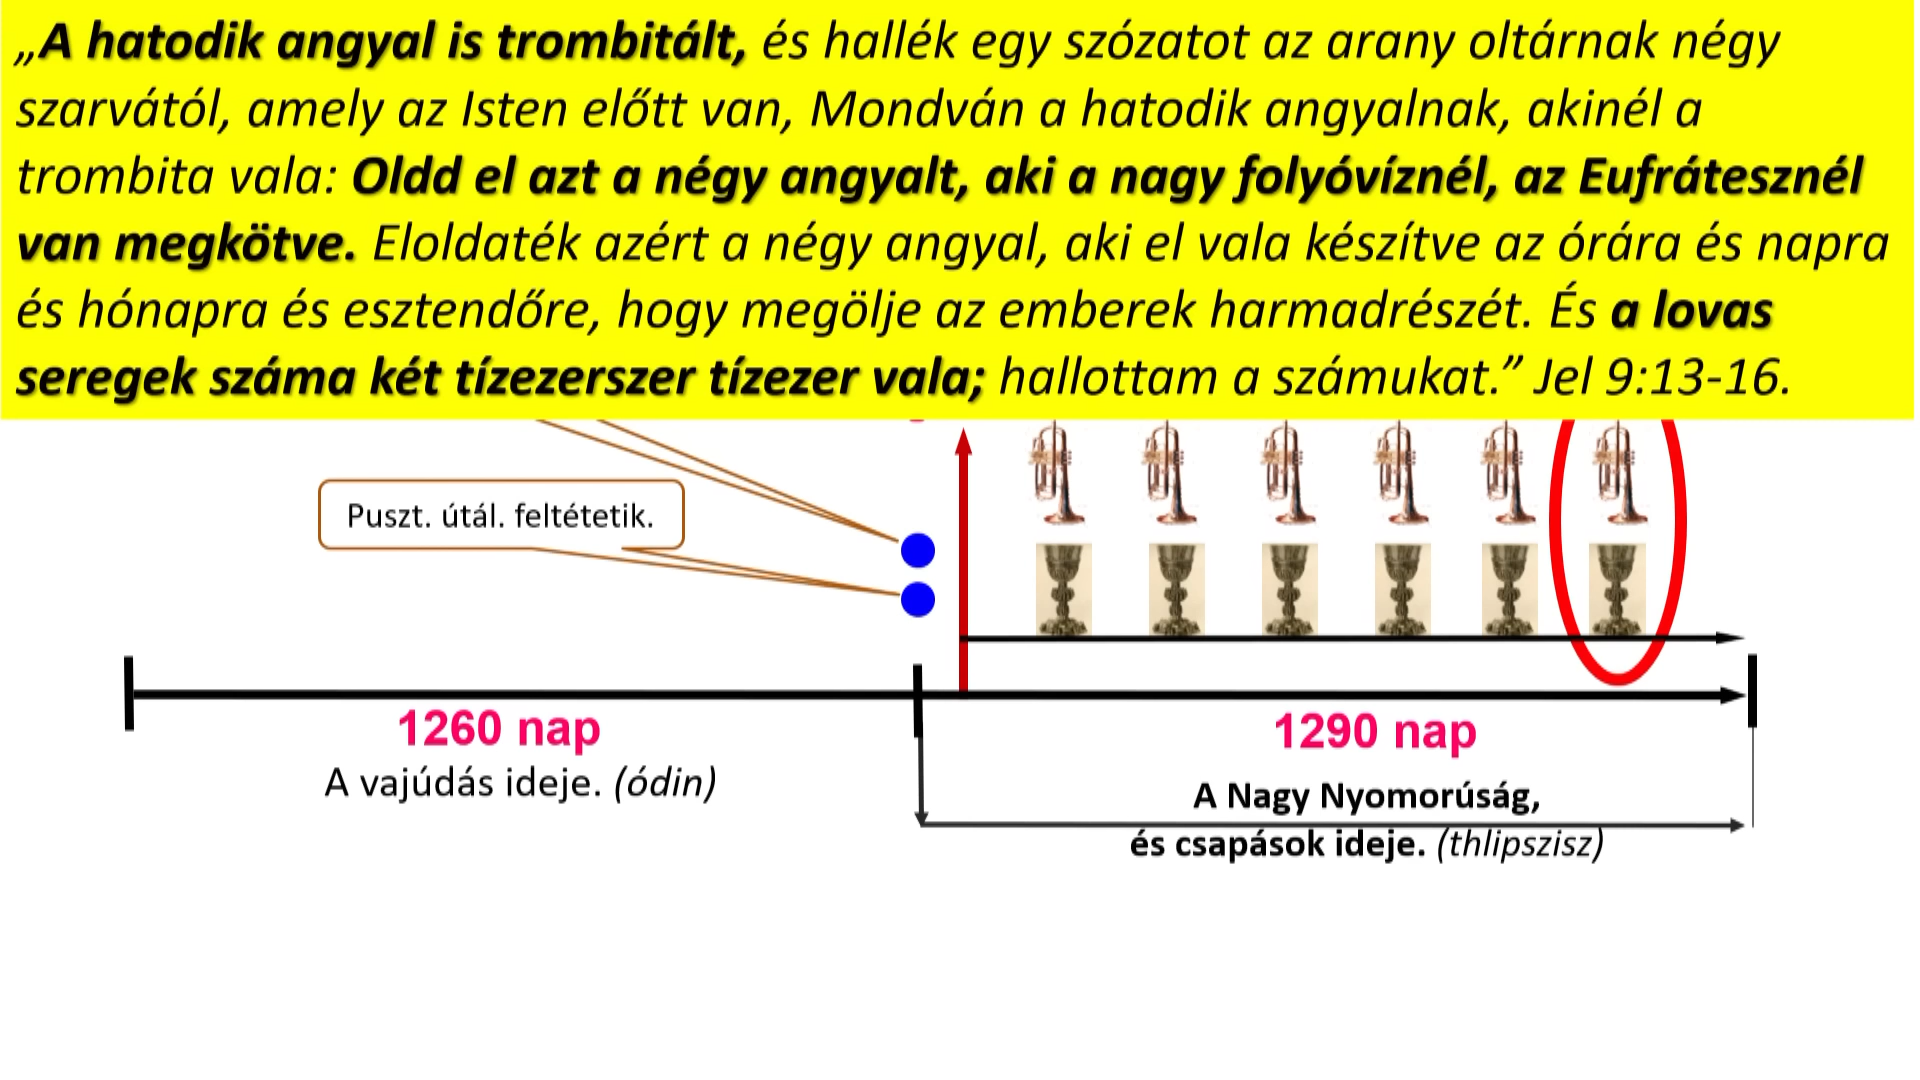 „A hatodik angyal is trombitált, és hallék egy szózatot az arany oltárnak négy
szarvától, amely az Isten előtt van, Mondván a hatodik angyalnak, akinél a
trombita vala: Oldd el azt a négy angyalt, aki a nagy folyóvíznél, az Eufrátesznél
van megkötve. Eloldaték azért a négy angyal, aki el vala készítve az órára és napra
és hónapra és esztendőre, hogy megölje az emberek harmadrészét. És a lovas
seregek száma két tízezerszer tízezer vala; hallottam a számukat.” Jel 9:13-16.
Puszt. útál. feltétetik.
1260 nap
1290 nap
A vajúdás ideje. (ódin)
A Nagy Nyomorúság,
és csapások ideje. (thlipszisz)